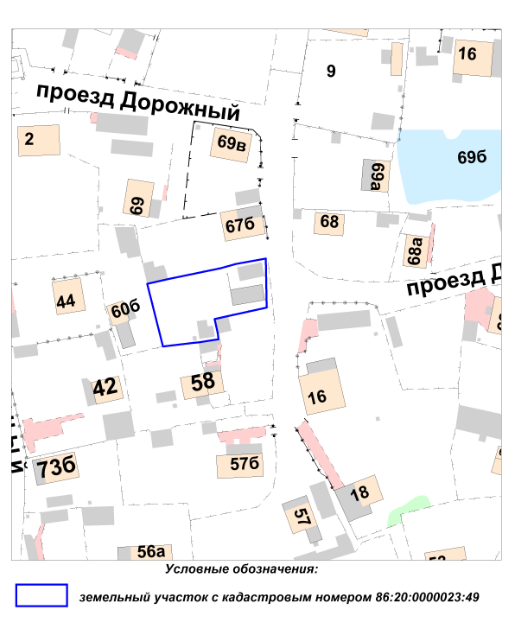 16
9
проезд Дорожный
2
69в
69б
69а
69
67б
68
68а
проезд Д
44
60б
42
58
16
73б
57б
18
57
56а
Условные обозначения:
земельный участок с кадастровым номером 86:20:0000023:49